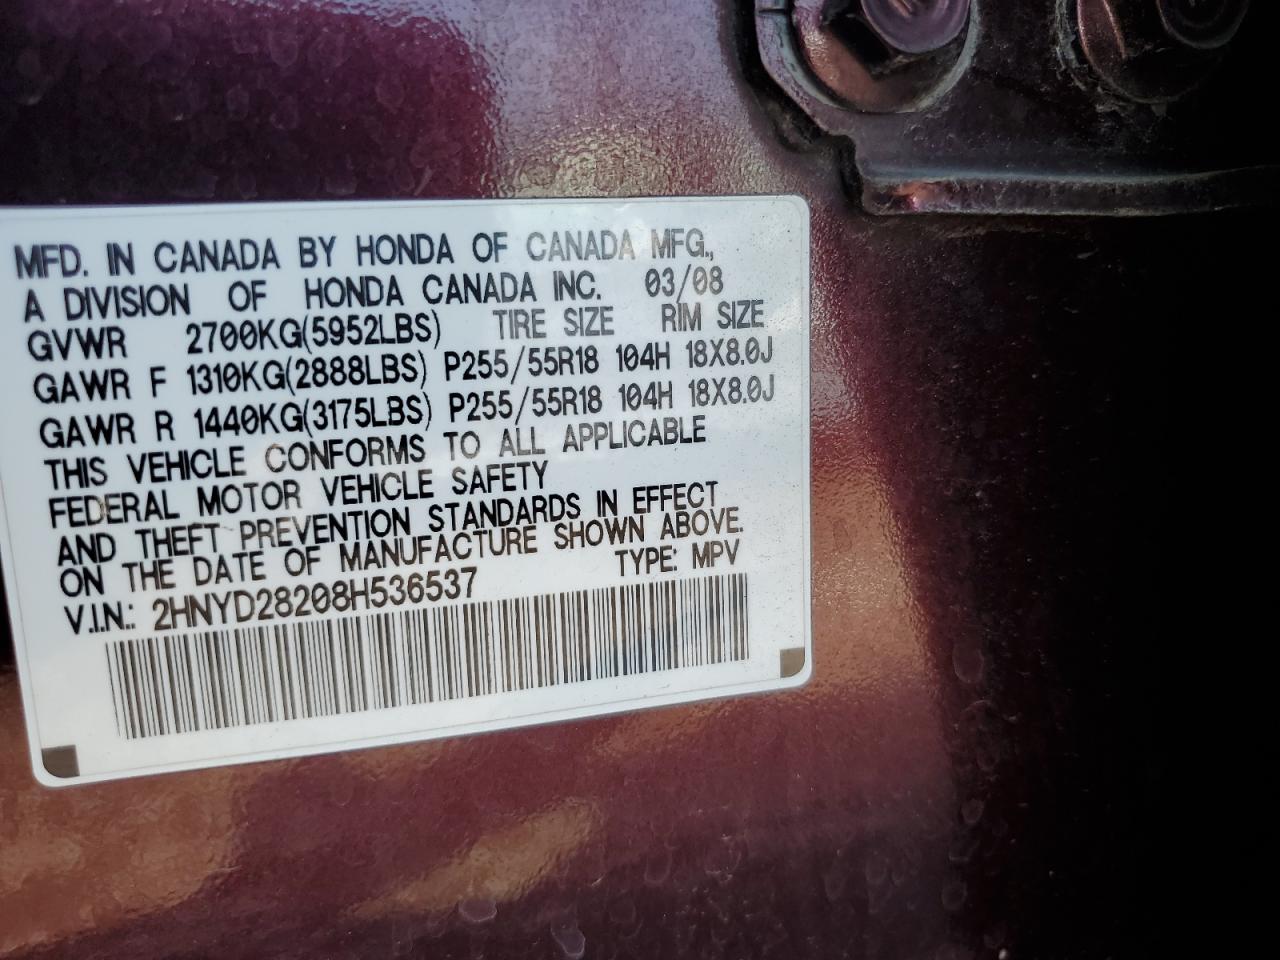 MFD. IN CANADA BY HONDA OF CANADA MFG.,
A DIVISION OF HONDA CANADA INC. 03/08
GVWR 2700KG(5952LBS) TIRE SIZE RIM SIZE
GAWR F 1310KG(2888LBS) P255/55R18 104H 18X8.0J
GAWR R 1440KG(3175LBS) P255/55R18 104H 18X8.0J
THIS VEHICLE CONFORMS TO ALL APPLICABLE
FEDERAL MOTOR VEHICLE SAFETY
AND THEFT PREVENTION STANDARDS IN EFFECT
ON THE DATE OF MANUFACTURE SHOWN ABOVE.
V.I.N.: 2HNYD28208H536537 TYPE: MPV